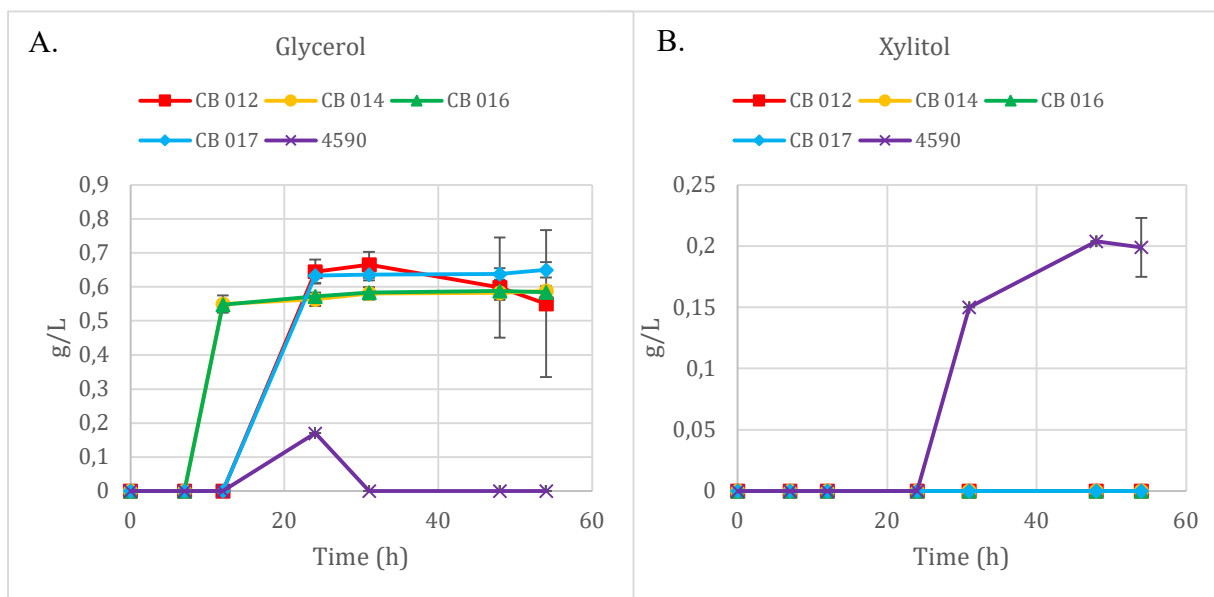 A.
Glycerol
CB 012 CB 014 CB 016
CB 017 4590
0,9
0,8
0,7
0,6
0,5
0,4
0,3
0,2
0,1
0
g/L
0 20 40 60
Time (h)
B.
Xylitol
CB 012 CB 014 CB 016
CB 017 4590
0,25
0,2
0,15
0,1
0,05
0
g/L
0 20 40 60
Time (h)